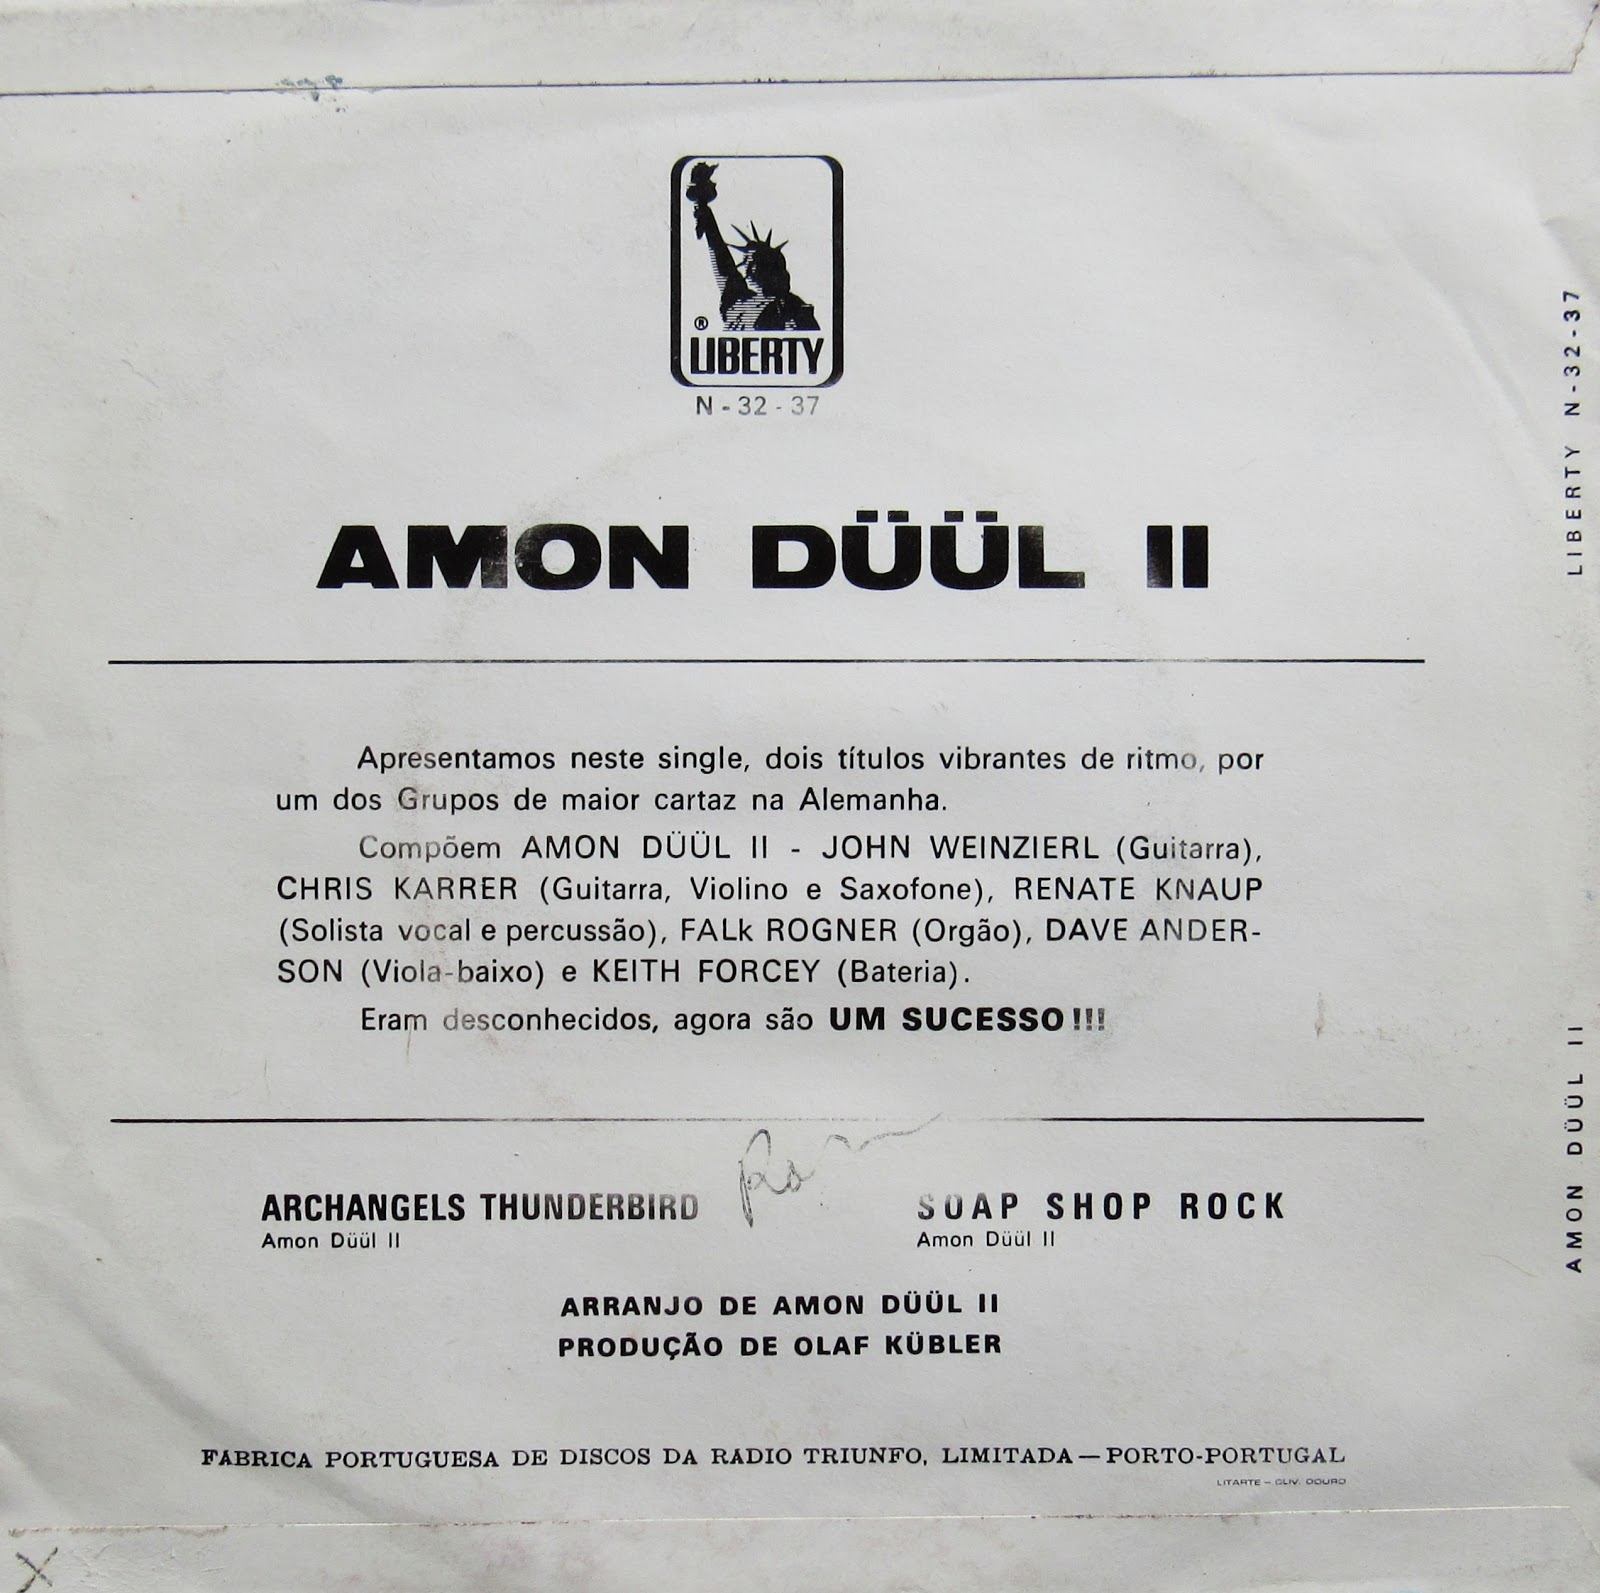 ® LIBERTY
N - 32 - 37
AMON DÜÜL II
Apresentamos neste single, dois títulos vibrantes de ritmo, por
um dos Grupos de maior cartaz na Alemanha.
Compõem AMON DÜÜL II - JOHN WEINZIERL (Guitarra),
CHRIS KARRER (Guitarra, Violino e Saxofone), RENATE KNAUP
(Solista vocal e percussão), FALk ROGNER (Orgão), DAVE ANDER-
SON (Viola-baixo) e KEITH FORCEY (Bateria).
Eram desconhecidos, agora são UM SUCESSO!!!
ARCHANGELS THUNDERBIRD
Amon Düül II
SOAP SHOP ROCK
Amon Düül II
ARRANJO DE AMON DÜÜL II
PRODUÇÃO DE OLAF KÜBLER
FABRICA PORTUGUESA DE DISCOS DA RADIO TRIUNFO, LIMITADA — PORTO-PORTUGAL
LITARTE – OLIV. DOURO
LIBERTY N-32-37
AMON DÜÜL II